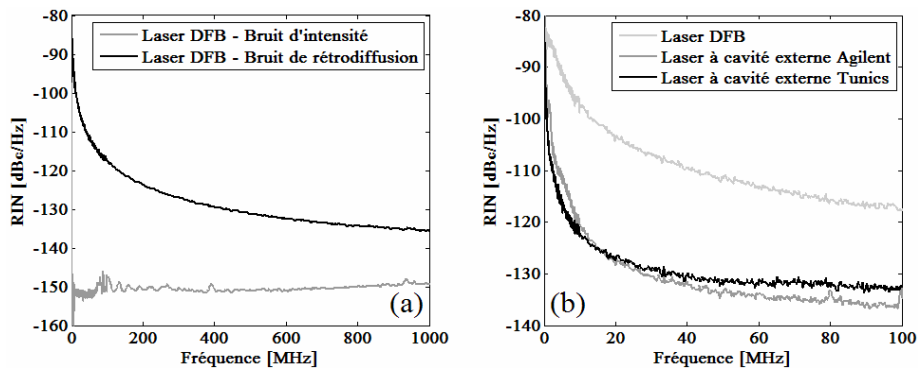 -80
-90
-100
-110
-120
-130
-140
-150
-160
RIN [dBc/Hz]
Laser DFB - Bruit d'intensité
Laser DFB - Bruit de rétrodiffusion
(a)
0
200
400
600
800
1000
Fréquence [MHz]
-80
-90
-100
-110
-120
-130
-140
RIN [dBc/Hz]
Laser DFB
Laser à cavité externe Agilent
Laser à cavité externe Tunics
(b)
0
20
40
60
80
100
Fréquence [MHz]